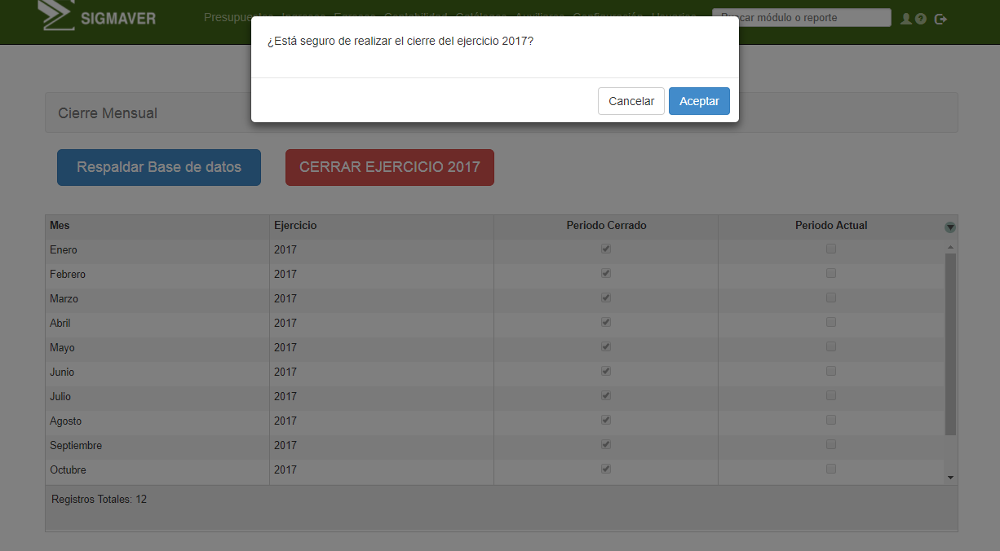 SIGMAVER
Presupuestos Ingresos Egresos Contabilidad Catálogos Auxiliares Configuración Usuarios
car módulo o reporte
¿Está seguro de realizar el cierre del ejercicio 2017?
Cancelar Aceptar
Cierre Mensual
Respaldar Base de datos CERRAR EJERCICIO 2017
Mes Ejercicio Periodo Cerrado Periodo Actual
Enero 2017
Febrero 2017
Marzo 2017
Abril 2017
Mayo 2017
Junio 2017
Julio 2017
Agosto 2017
Septiembre 2017
Octubre 2017
Registros Totales: 12